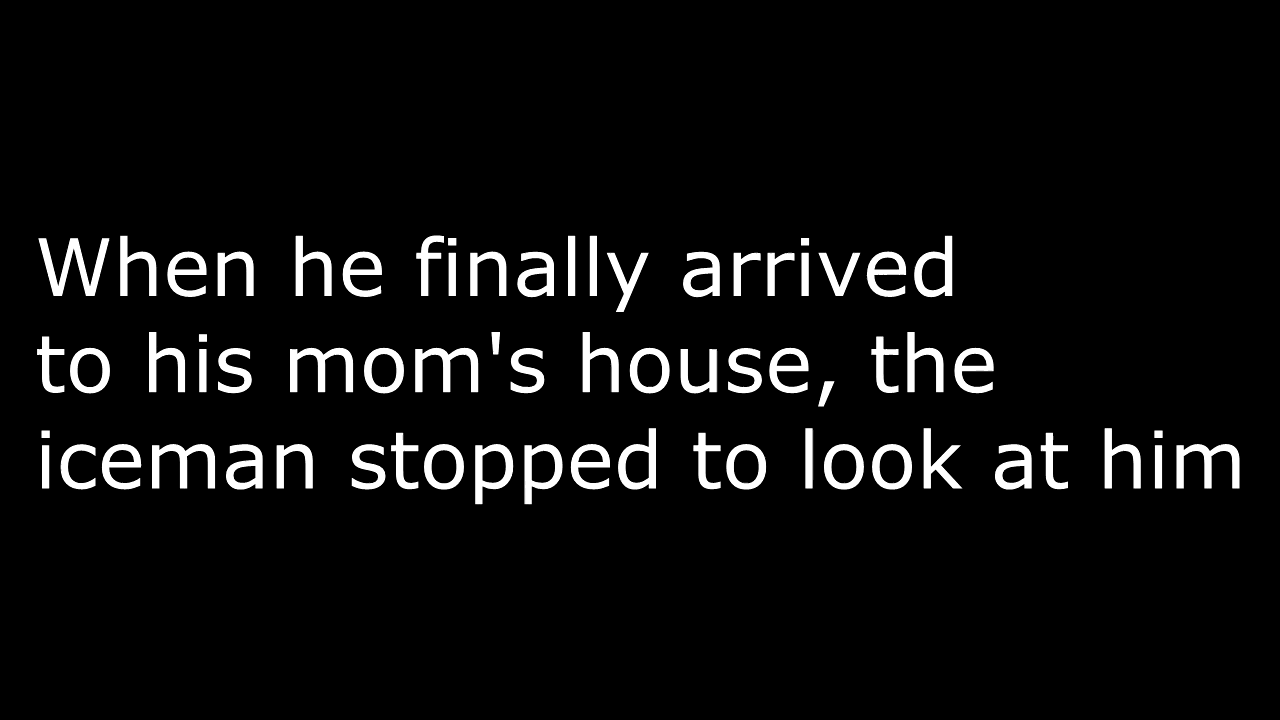 When he finally arrived
to his mom's house, the
iceman stopped to look at him